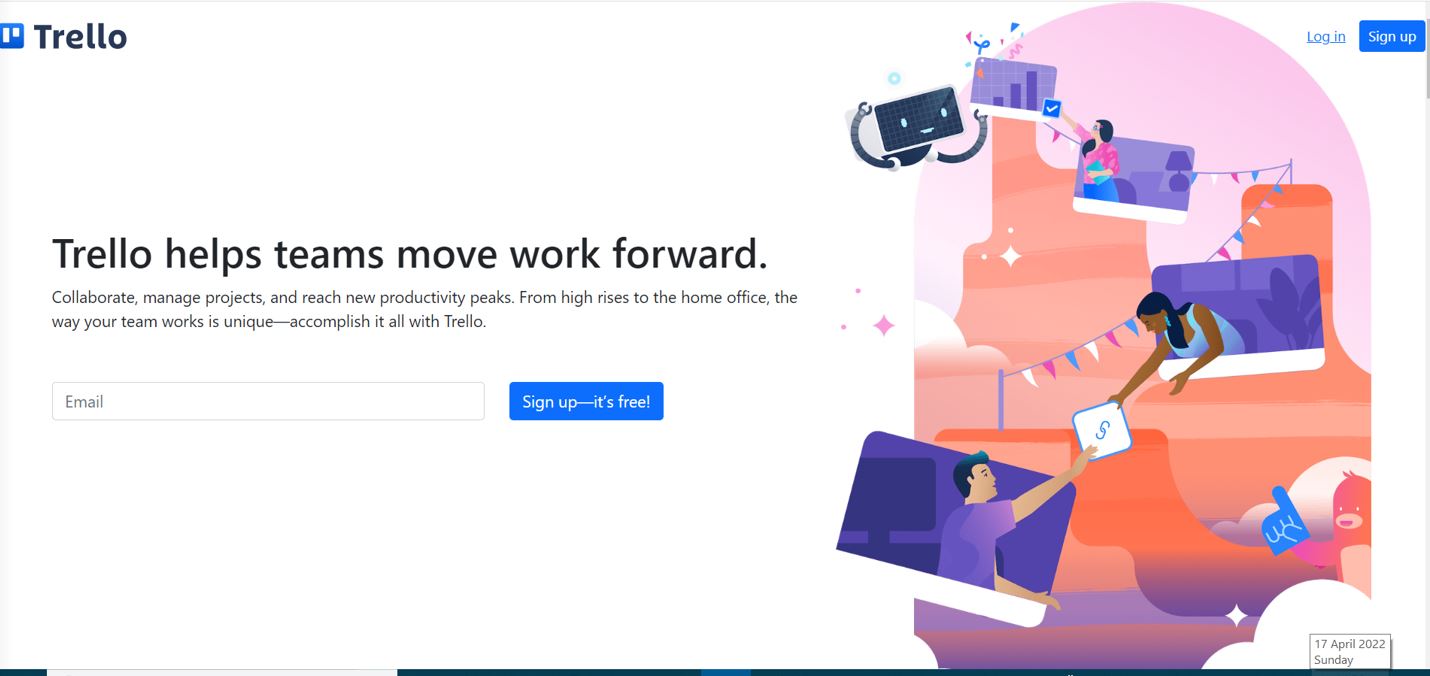 Trello
Log in
Sign up
Trello helps teams move work forward.
Collaborate, manage projects, and reach new productivity peaks. From high rises to the home office, the
way your team works is unique—accomplish it all with Trello.
Email
Sign up—it’s free!
17 April 2022
Sunday